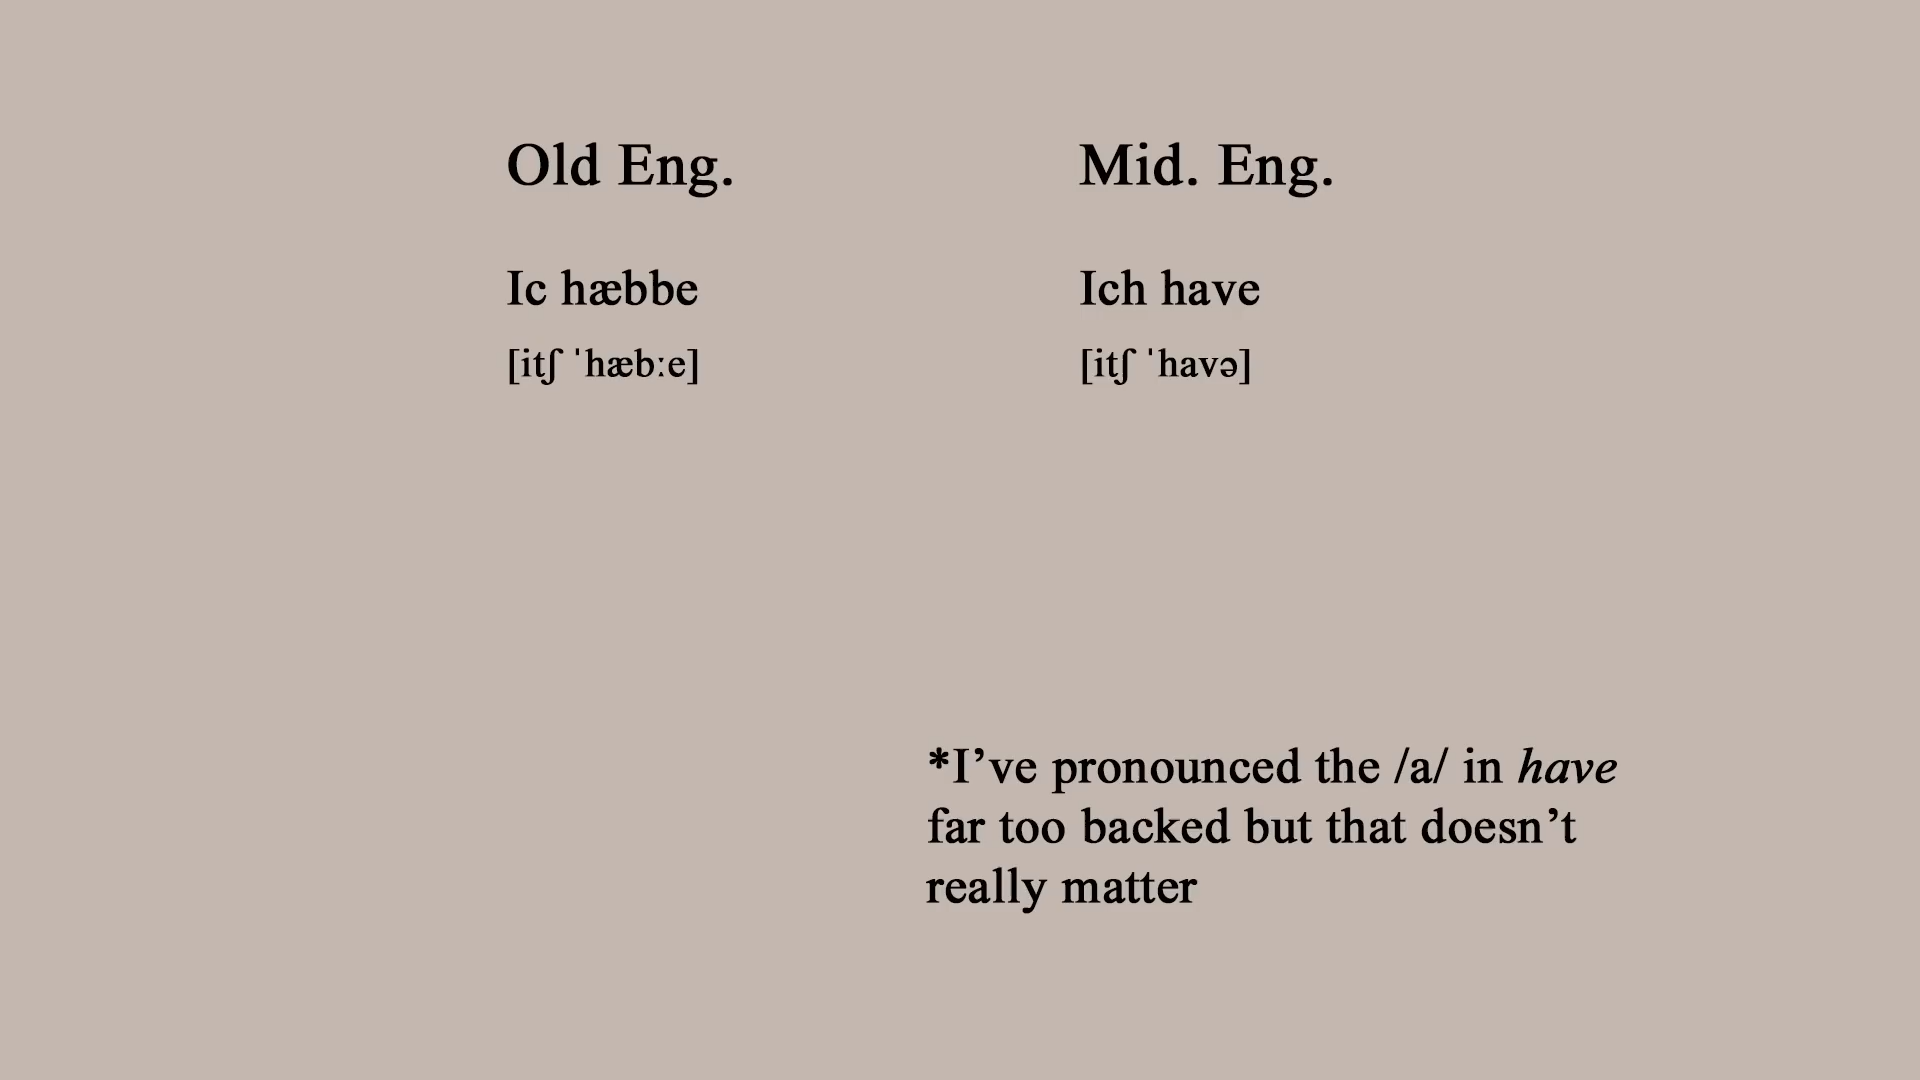 Old Eng.
Mid. Eng.
Ic hæbbe
Ich have
[itʃ ˈhæbːe]
[itʃ ˈhavə]
*I’ve pronounced the /a/ in have
far too backed but that doesn’t
really matter